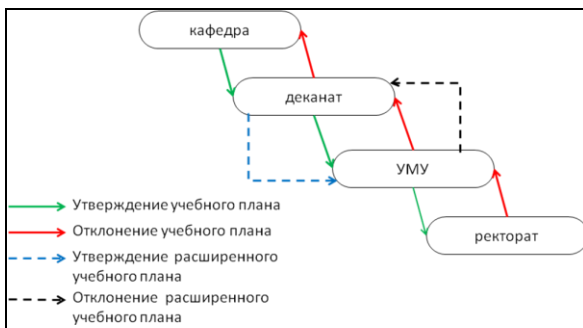 кафедра
деканат
УМУ
ректорат
Утверждение учебного плана
Отклонение учебного плана
Утверждение расширенного
учебного плана
Отклонение расширенного
учебного плана